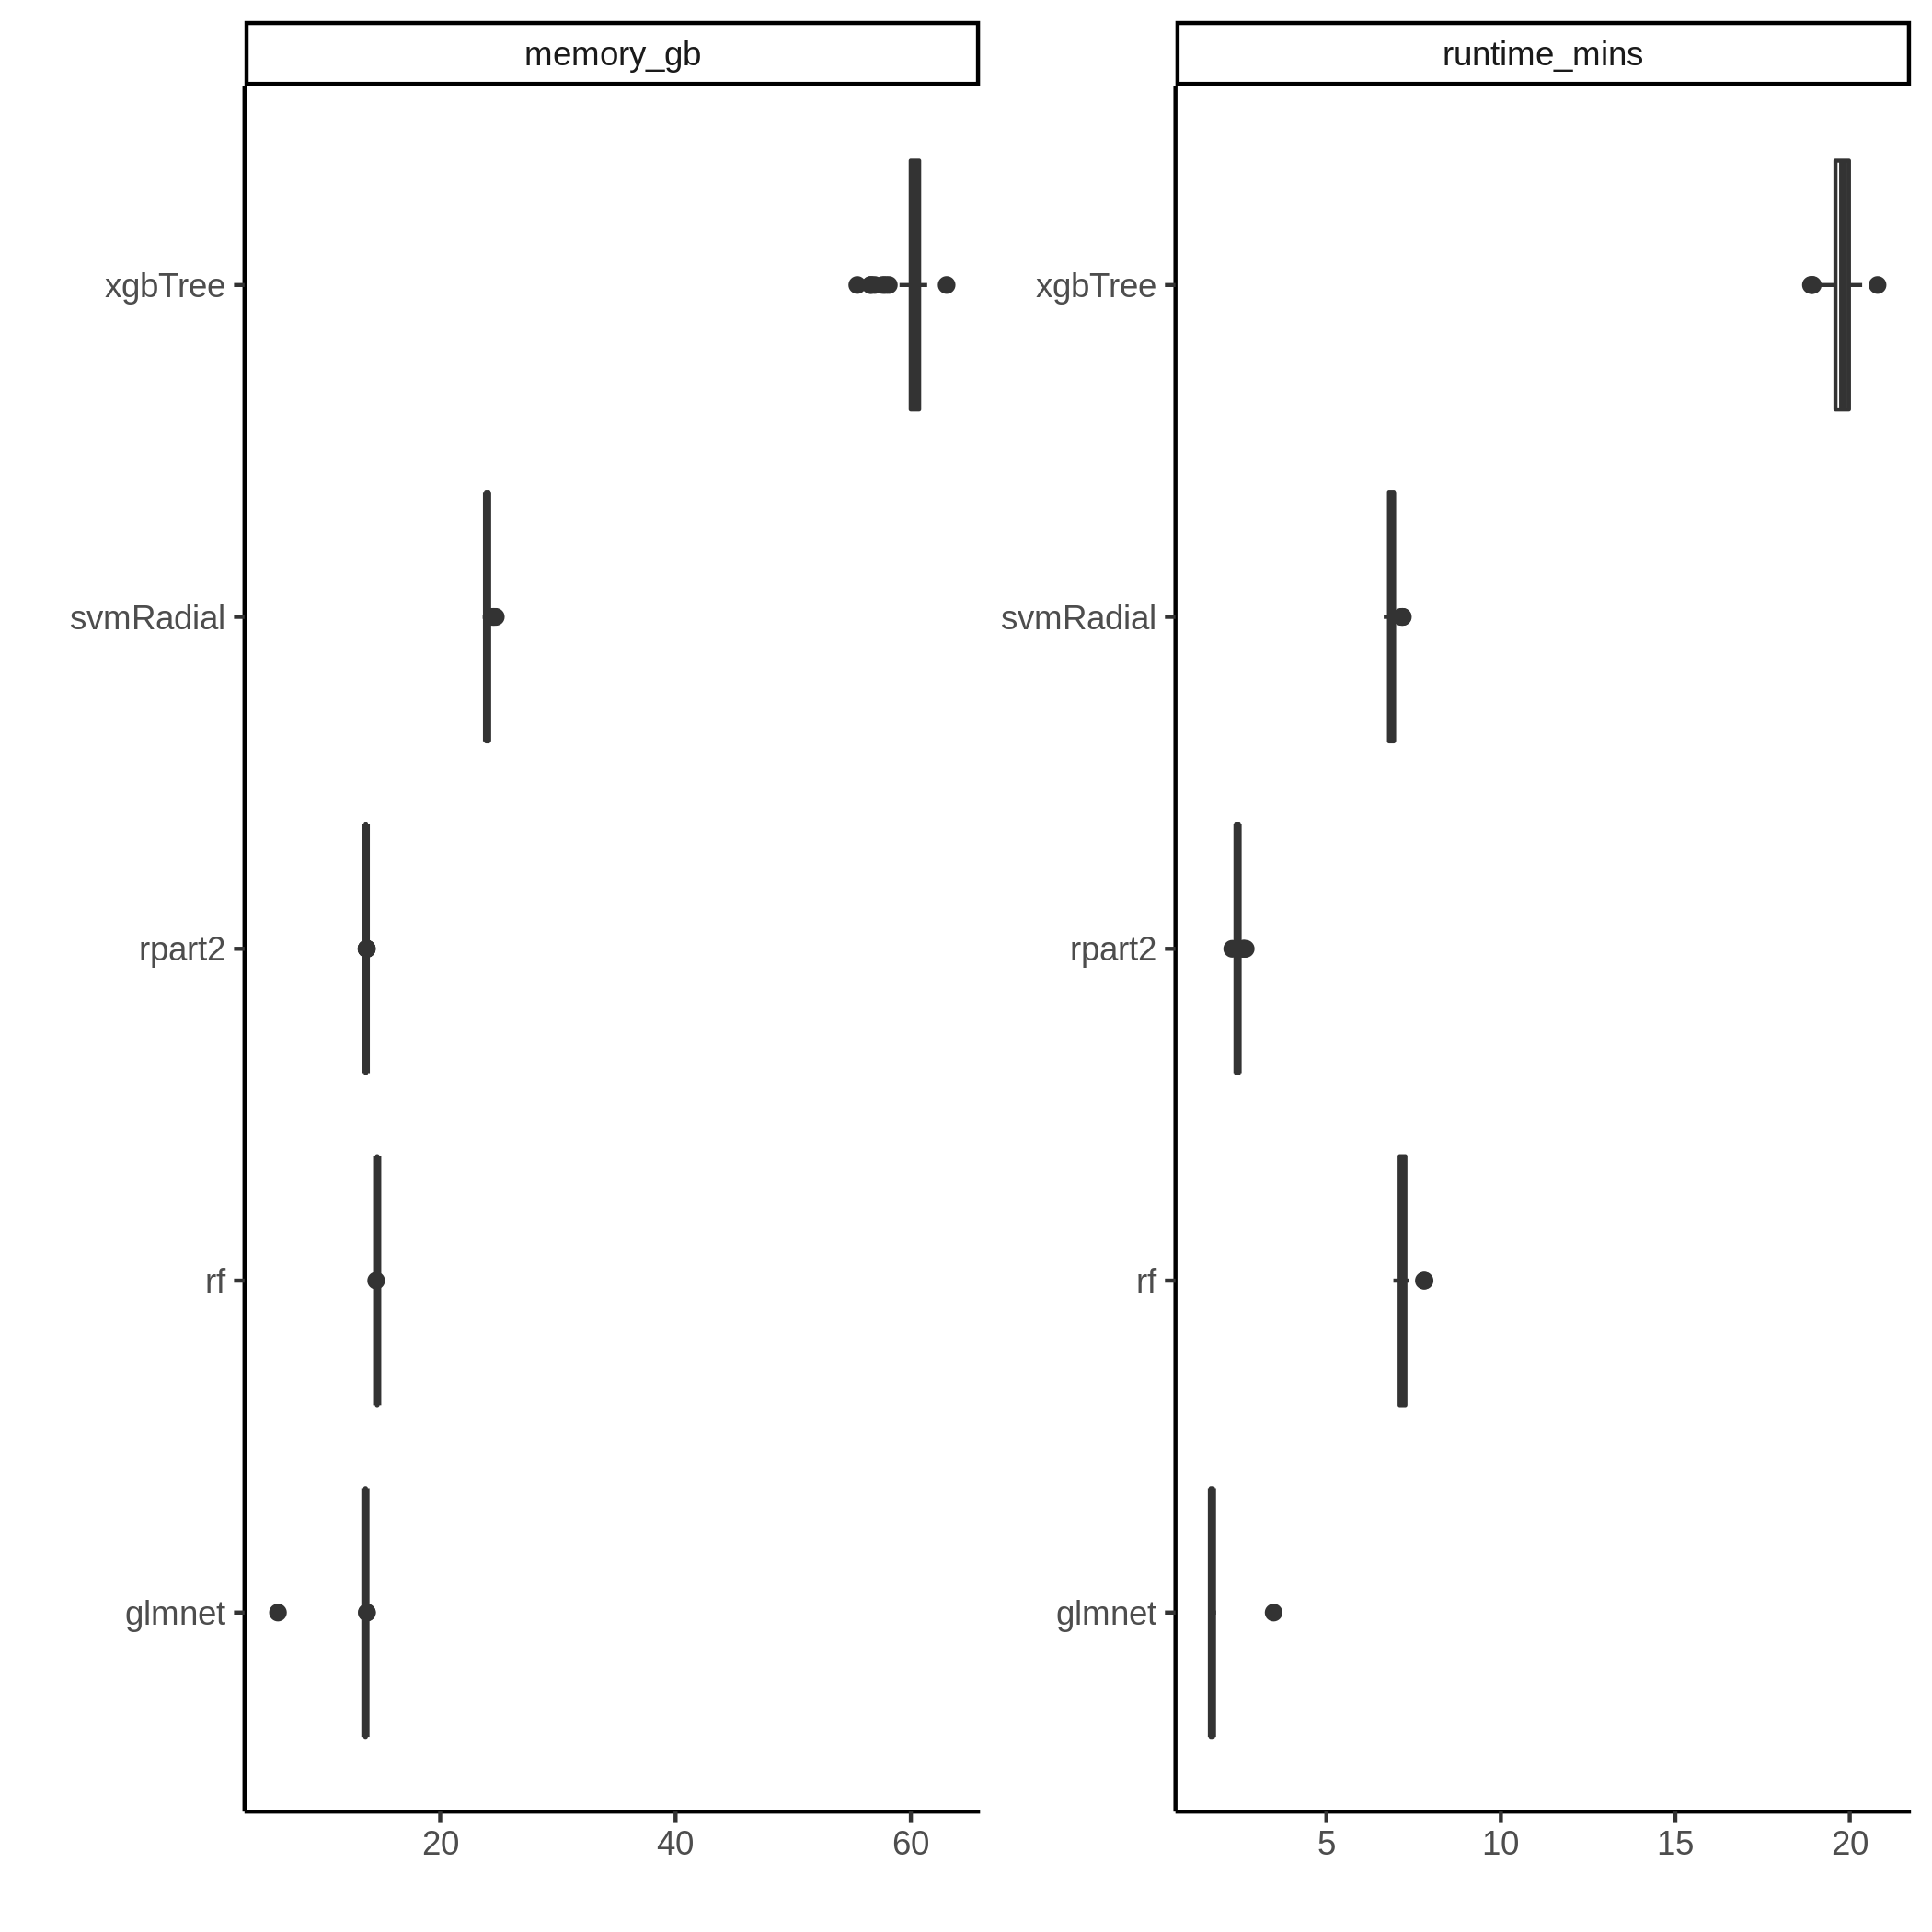 memory_gb
runtime_mins
xgbTree
svmRadial
rpart2
rf
glmnet
20 40 60
xgbTree
svmRadial
rpart2
rf
glmnet
5 10 15 20